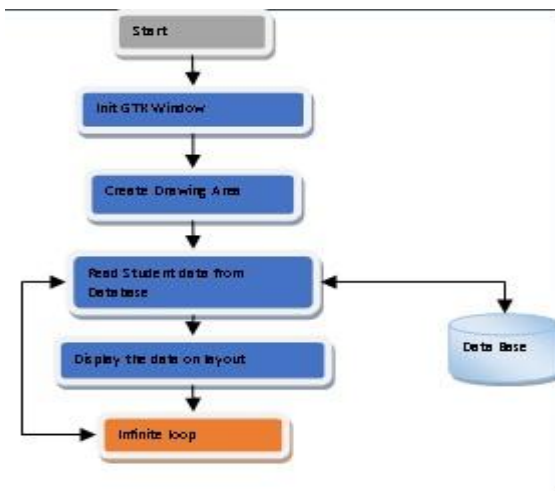 Start
Init GTK Window
Create Drawing Area
Read Student data from
Database
Data Base
Display the data on layout
Infinite loop